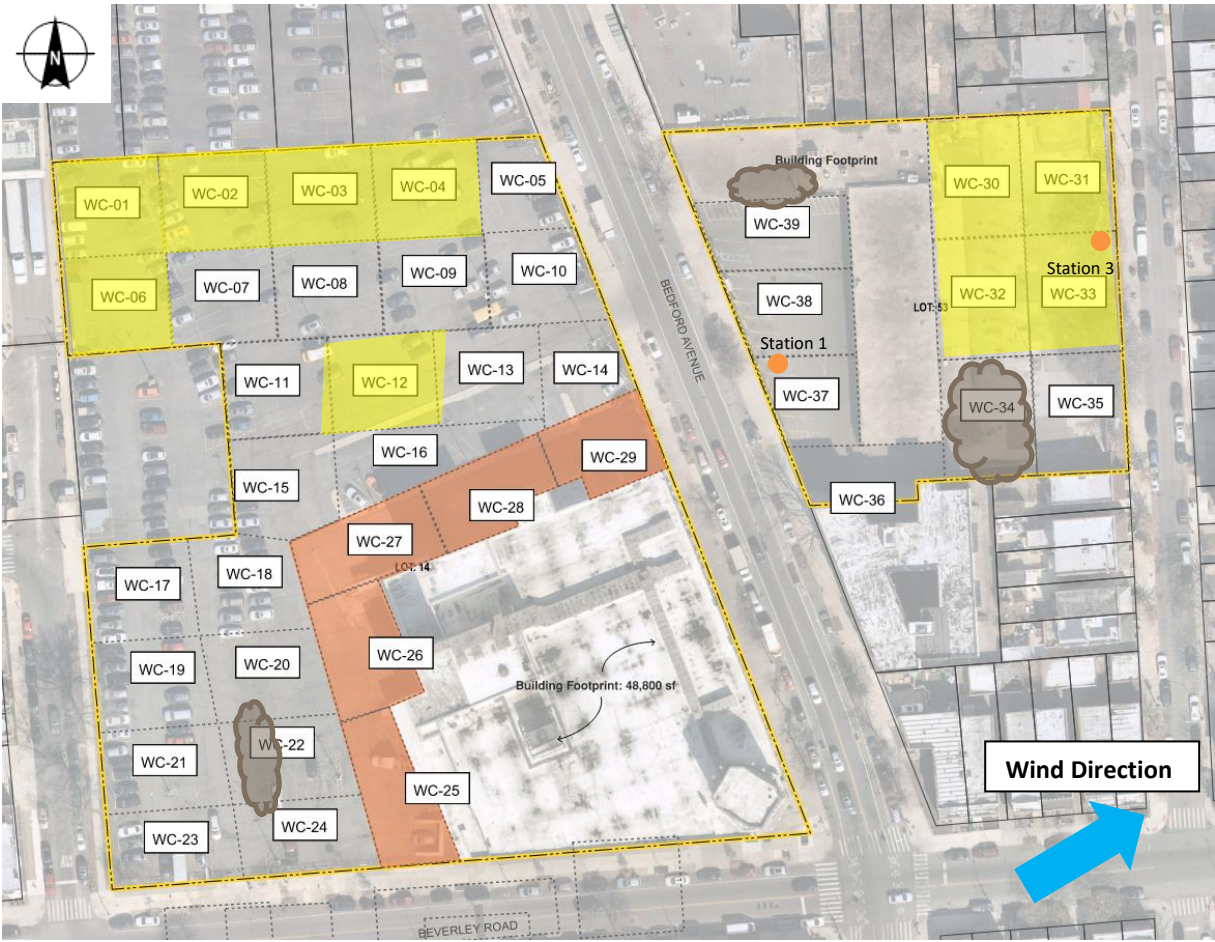 N
Building Footprint
WC-01
WC-02
WC-03
WC-04
WC-05
WC-06
WC-07
WC-08
WC-09
WC-10
WC-11
WC-12
WC-13
WC-14
WC-15
WC-16
WC-17
WC-18
WC-19
WC-20
WC-21
WC-22
WC-23
WC-24
WC-25
WC-26
WC-27
WC-28
WC-29
LOT: 14
Building Footprint: 48,800 sf
BEDFORD AVENUE
WC-30
WC-31
WC-39
Station 3
WC-38
WC-32
WC-33
LOT: 53
Station 1
WC-37
WC-34
WC-35
WC-36
Wind Direction
BEVERLEY ROAD